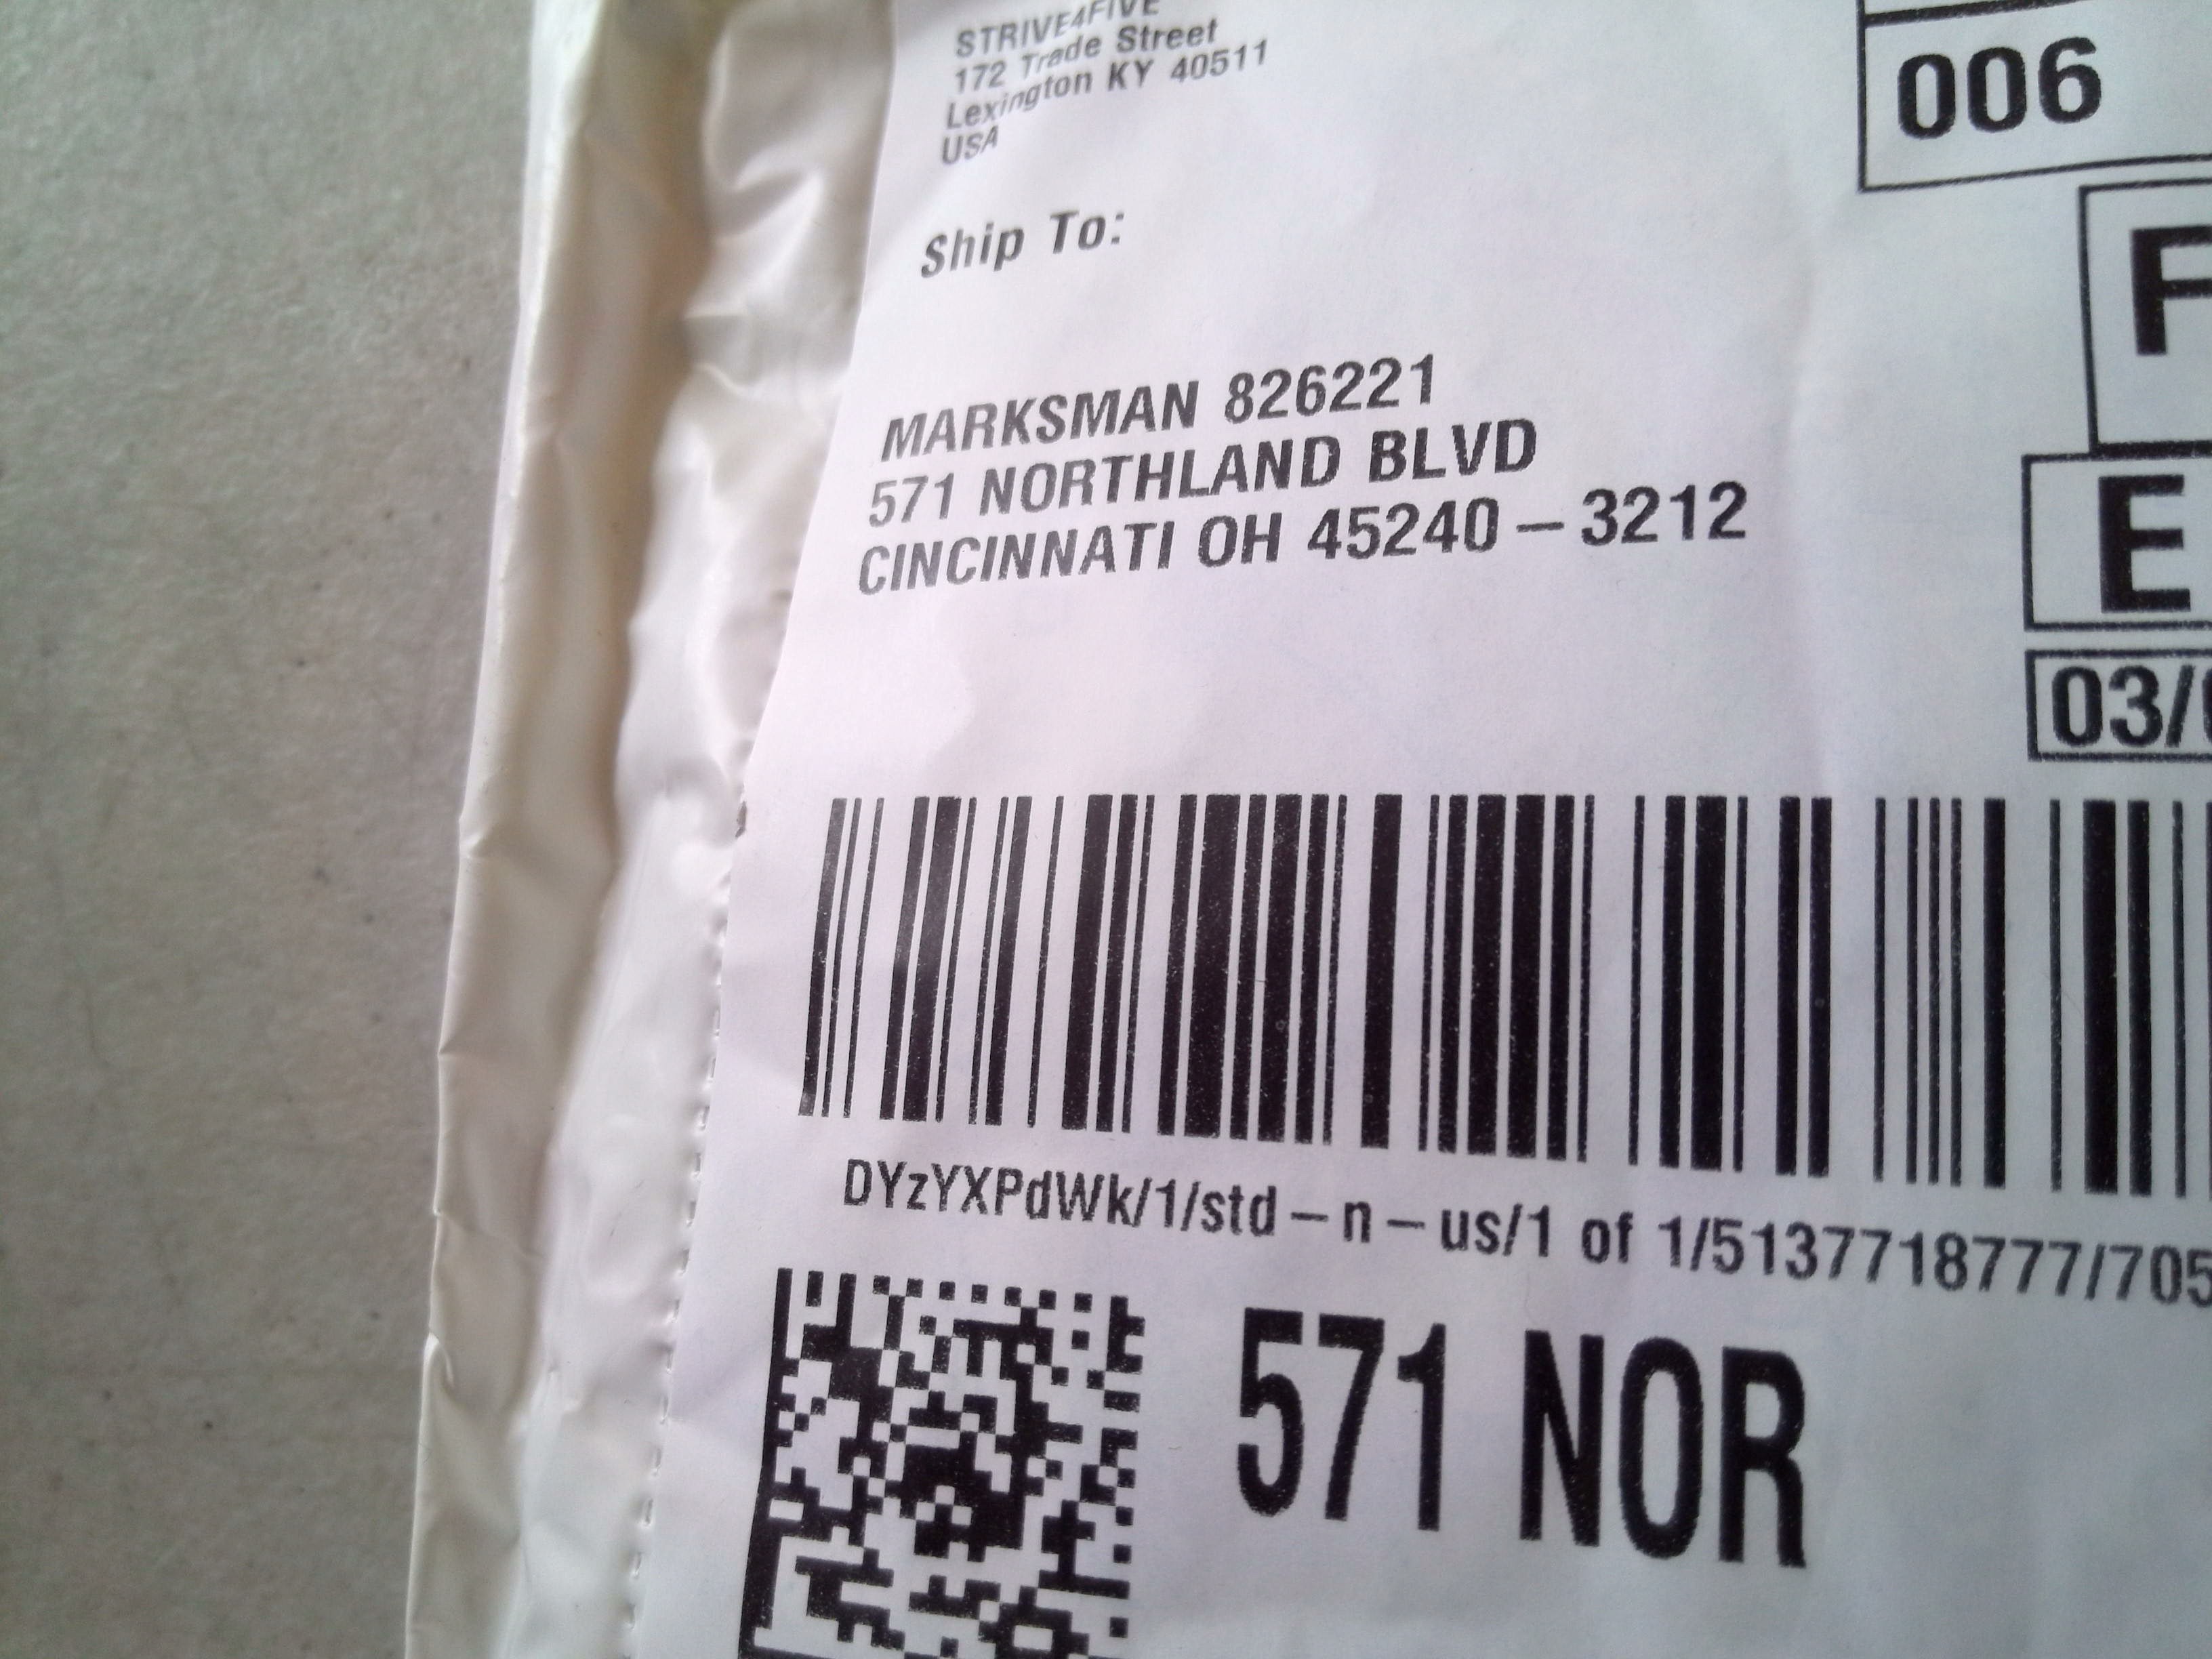 STRIVE4FIVE
172 Trade Street
Lexington KY 40511
USA
006
Ship To:
F
MARKSMAN 826221
571 NORTHLAND BLVD
CINCINNATI OH 45240-3212
E
03/
DYzYXPdWk/1/std-n-us/1 of 1/5137718777/705
571 NOR